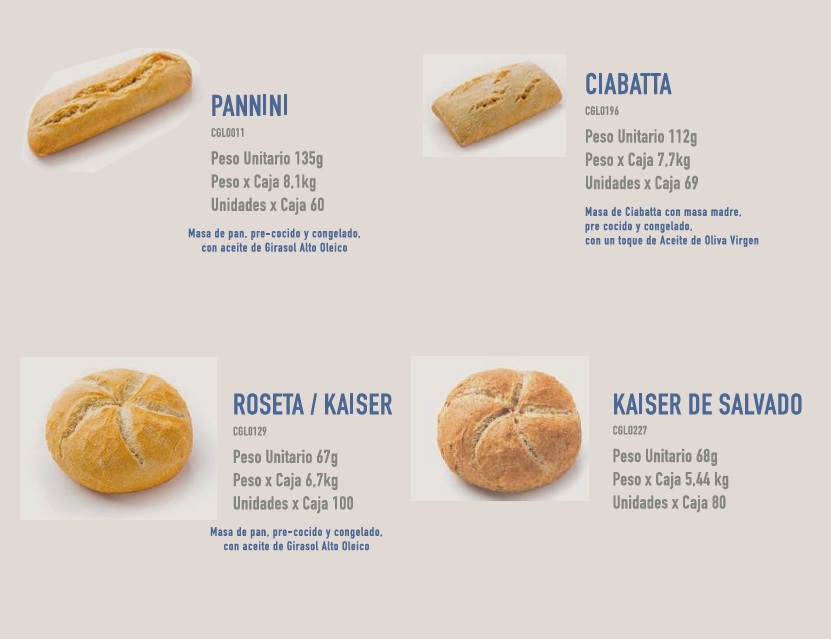 PANNINI
CGL0011
Peso Unitario 135g
Peso x Caja 8,1kg
Unidades x Caja 60
Masa de pan, pre-cocido y congelado,
con aceite de Girasol Alto Oleico
CIABATTA
CGL0196
Peso Unitario 112g
Peso x Caja 7,7kg
Unidades x Caja 69
Masa de Ciabatta con masa madre,
pre cocido y congelado,
con un toque de Aceite de Oliva Virgen
ROSETA / KAISER
CGL0129
Peso Unitario 67g
Peso x Caja 6,7kg
Unidades x Caja 100
Masa de pan, pre-cocido y congelado,
con aceite de Girasol Alto Oleico
KAISER DE SALVADO
CGL0227
Peso Unitario 68g
Peso x Caja 5,44 kg
Unidades x Caja 80